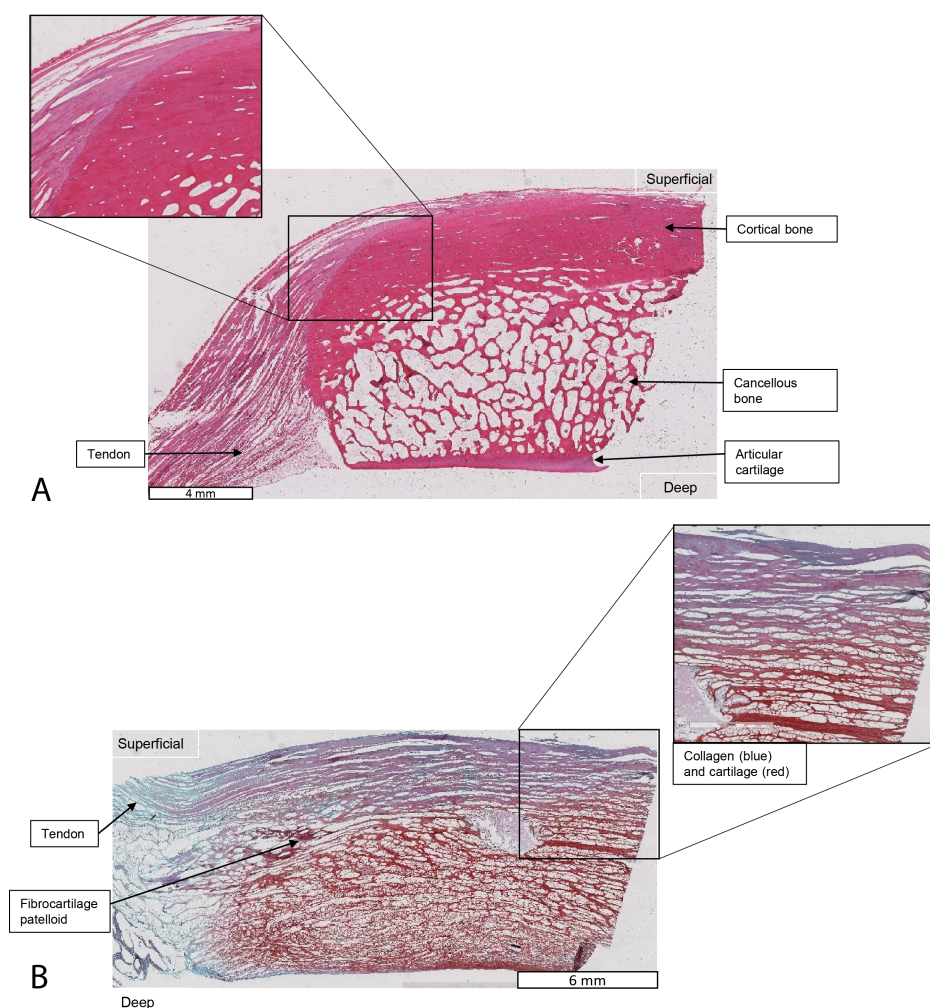 Superficial
Cortical bone
Cancellous
bone
Tendon
Articular
cartilage
Deep
A
4 mm
Collagen (blue)
and cartilage (red)
Superficial
Tendon
Fibrocartilage
patelloid
B
6 mm
Deep